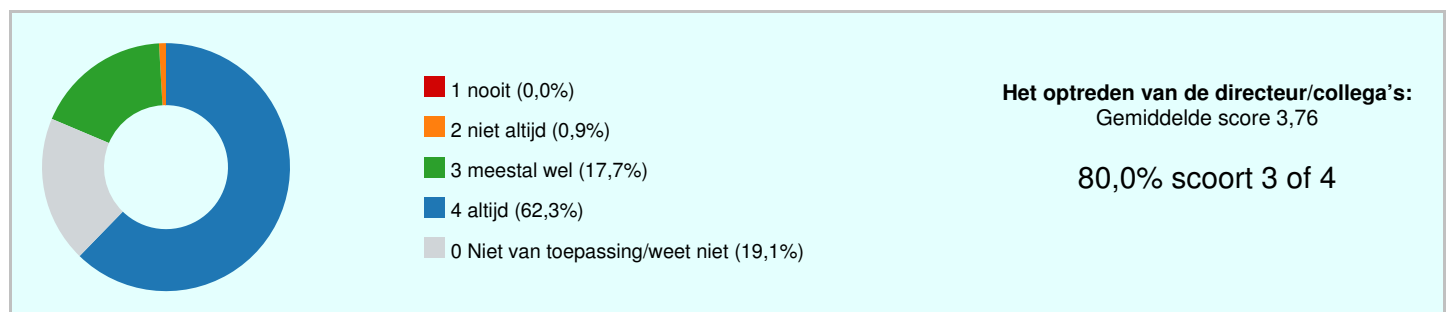 1 nooit (0,0%)
2 niet altijd (0,9%)
3 meestal wel (17,7%)
4 altijd (62,3%)
0 Niet van toepassing/weet niet (19,1%)
Het optreden van de directeur/collega’s:
Gemiddelde score 3,76
80,0% scoort 3 of 4